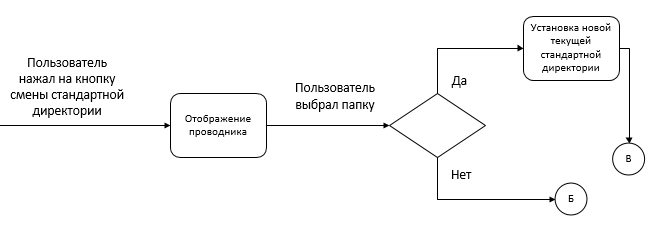 Пользователь
нажал на кнопку
смены стандартной
директории
Отображение
проводника
Пользователь
выбрал папку
Да
Нет
Установка новой
текущей
стандартной
директории
В
Б